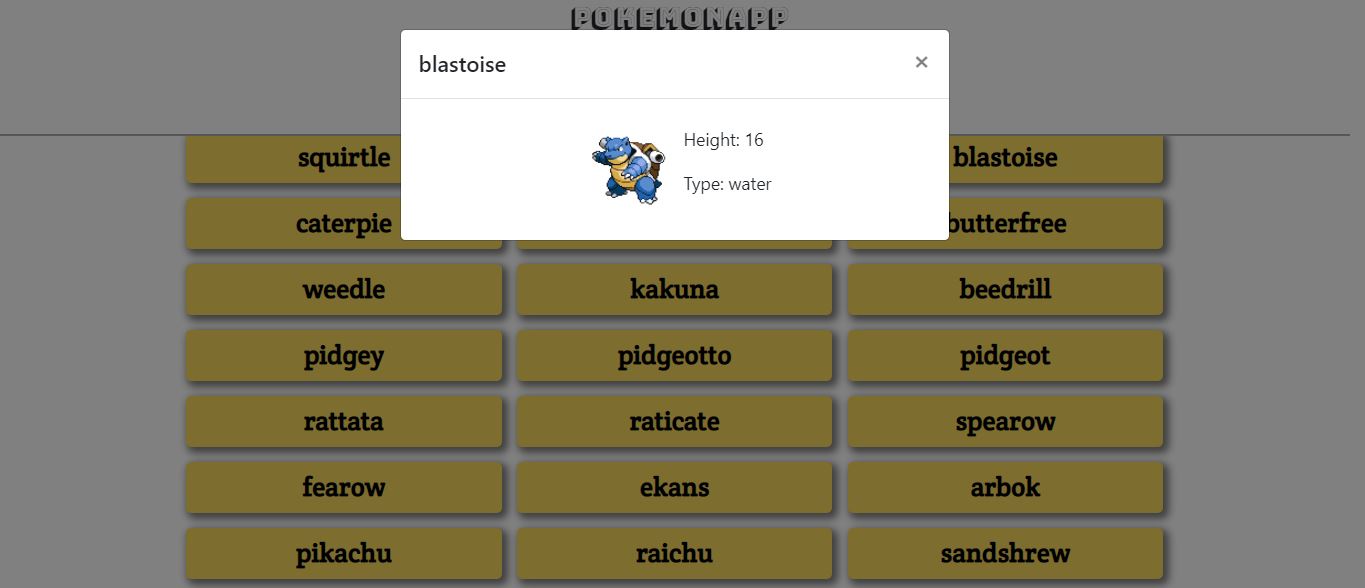 POKEMONAPP
blastoise ×
Height: 16
Type: water
squirtle blastoise
caterpie butterfree
weedle kakuna beedrill
pidgey pidgeotto pidgeot
rattata raticate spearow
fearow ekans arbok
pikachu raichu sandshrew